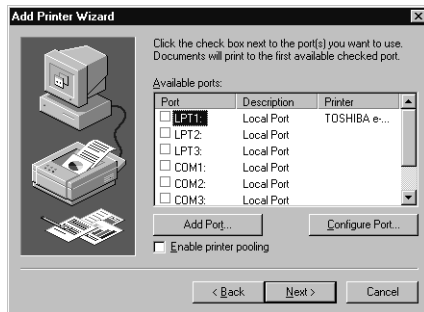 Add Printer Wizard
Click the check box next to the port(s) you want to use.
Documents will print to the first available checked port.
Available ports:
Port Description Printer
LPT1: Local Port TOSHIBA e-...
LPT2: Local Port
LPT3: Local Port
COM1: Local Port
COM2: Local Port
COM3: Local Port
Add Port... Configure Port...
Enable printer pooling
< Back Next > Cancel